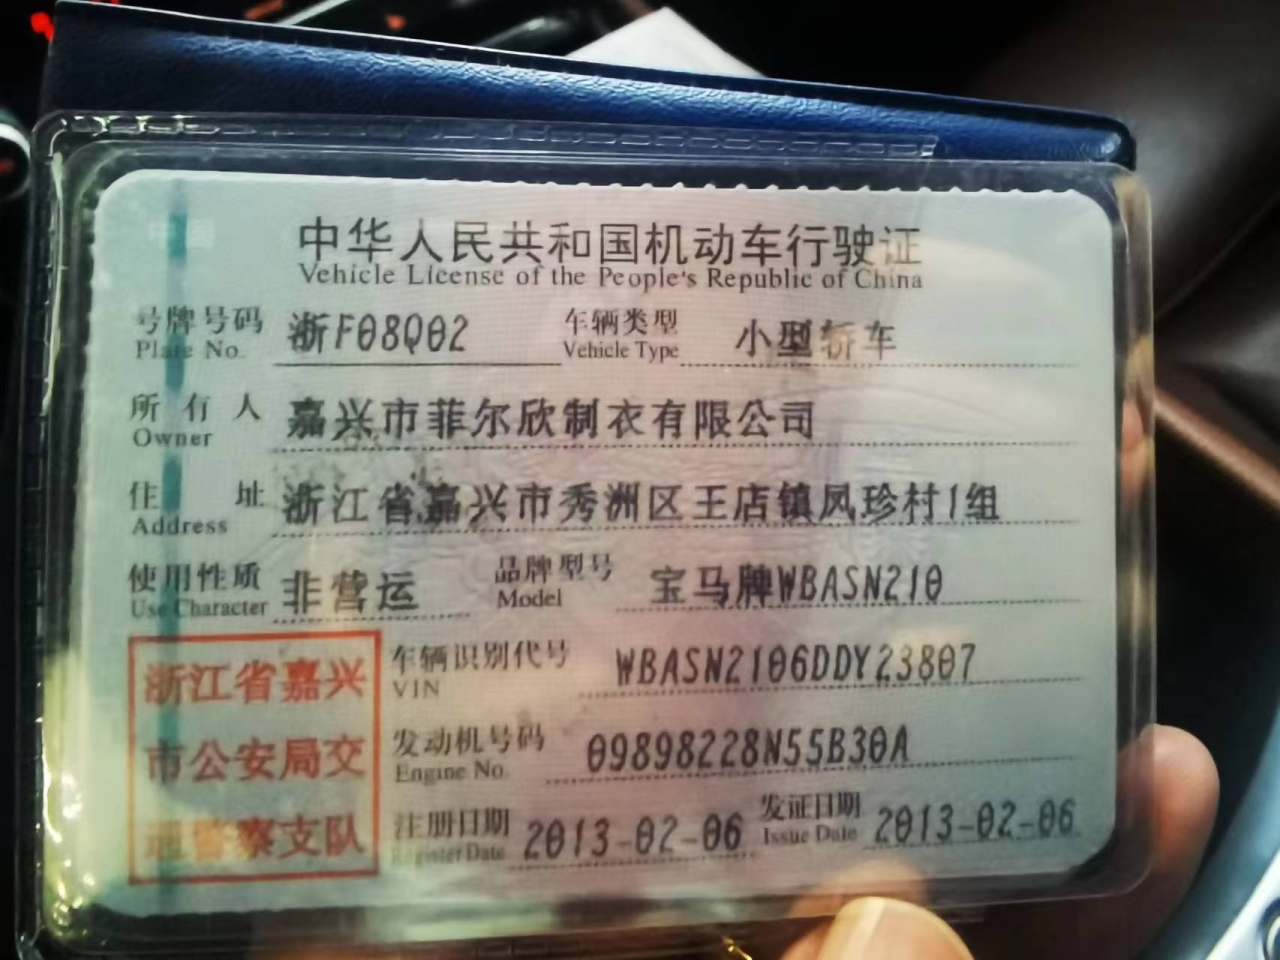 中华人民共和国机动车行驶证
Vehicle License of the People's Republic of China
号牌号码 浙F08Q02 车辆类型 小型轿车
Plate No. Vehicle Type
所有人 嘉兴市菲尔欣制衣有限公司
Owner
住址 浙江省嘉兴市秀洲区王店镇凤珍村1组
Address
使用性质 非营运 品牌型号 宝马牌WBASN210
Use Character Model
浙江省嘉兴
市公安局交
通警察支队
车辆识别代号 WBASN2106DDY23807
VIN
发动机号码 09898228N55B30A
Engine No.
注册日期 2013-02-06 发证日期 2013-02-06
Register Date Issue Date